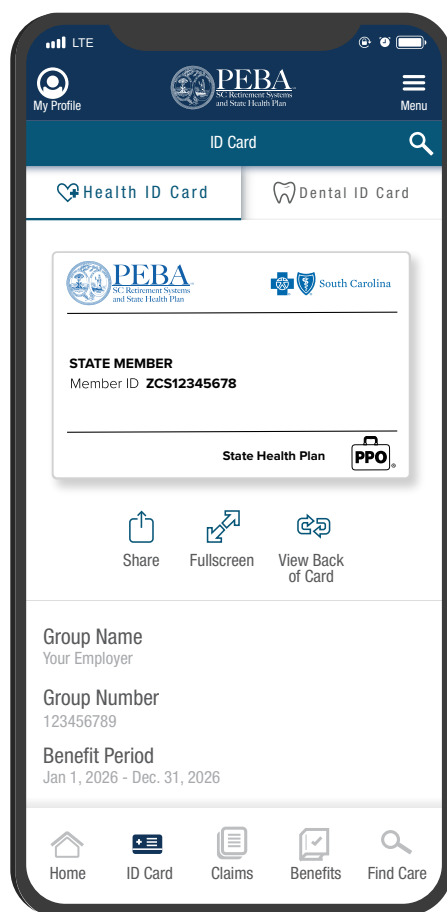 LTE
PEBA
SC Retirement Systems
and State Health Plan
My Profile
Menu
ID Card
Health ID Card
Dental ID Card
PEBA
SC Retirement Systems
and State Health Plan
South Carolina
STATE MEMBER
Member ID ZCS12345678
State Health Plan
PPO®
Share
Fullscreen
View Back
of Card
Group Name
Your Employer
Group Number
123456789
Benefit Period
Jan 1, 2026 - Dec. 31, 2026
Home
ID Card
Claims
Benefits
Find Care